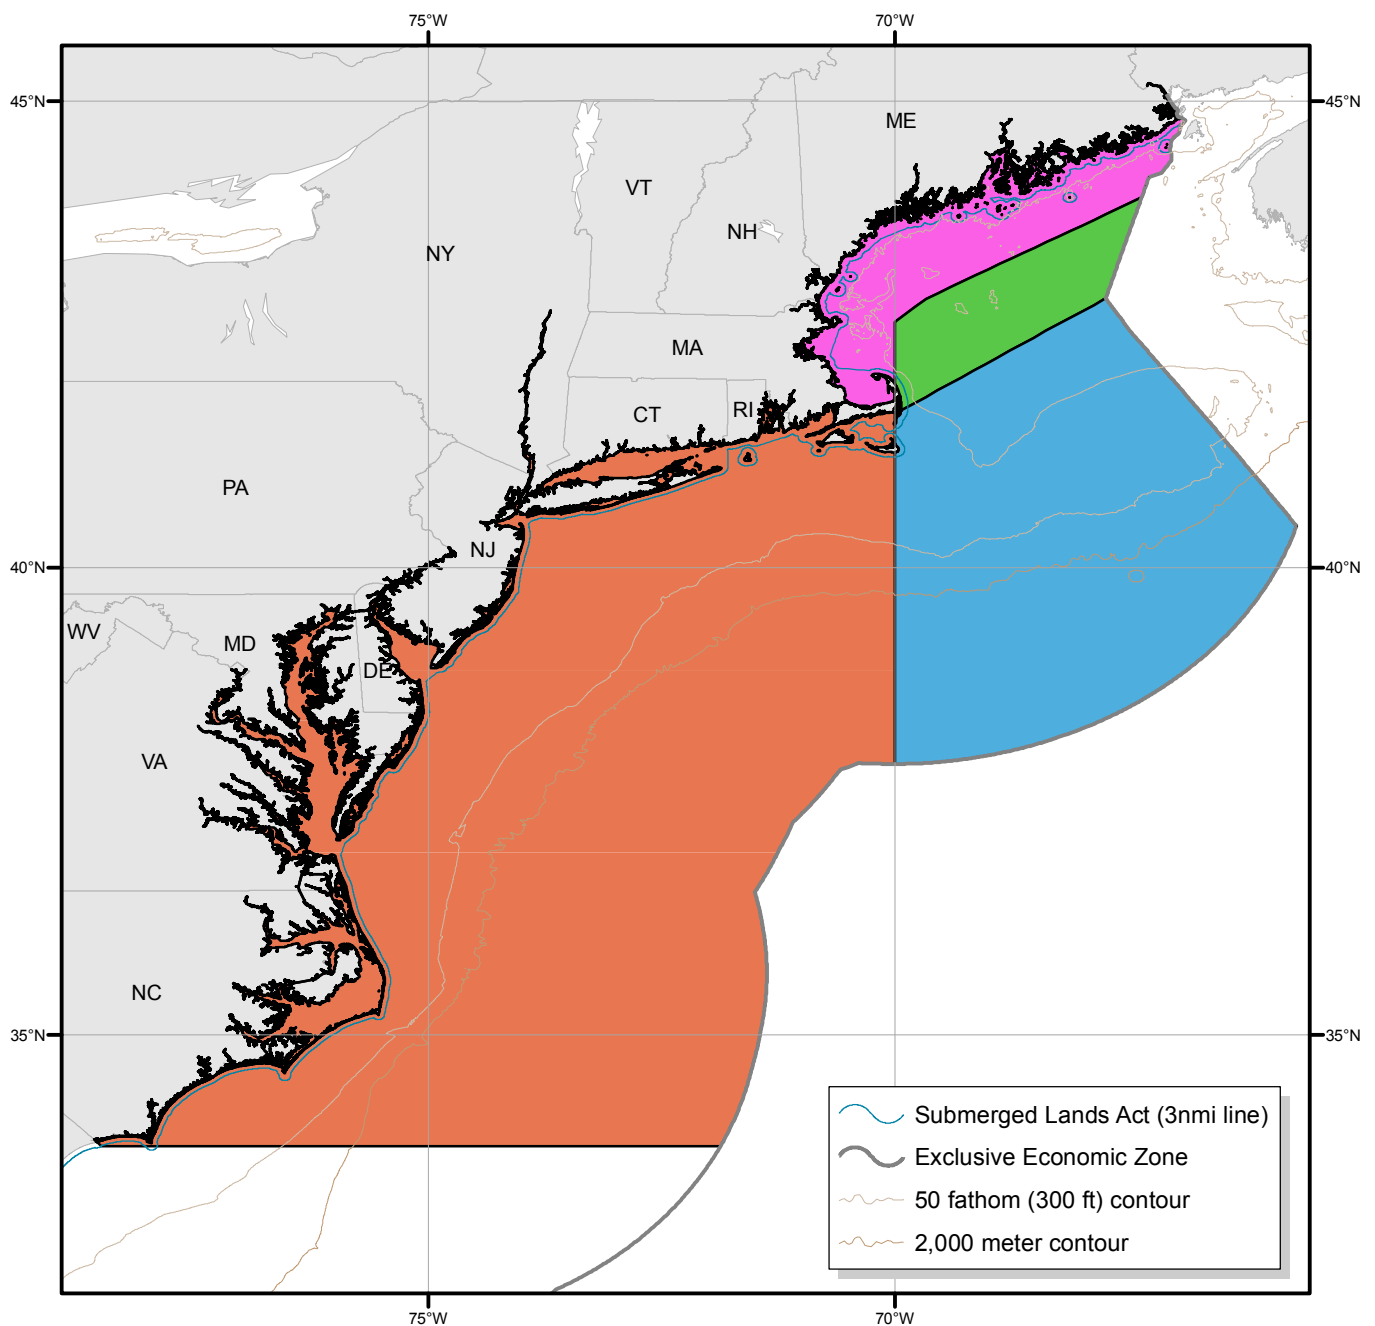 75°W 70°W
45°N 45°N
ME
VT
NH
NY
MA
CT RI
PA
NJ
40°N 40°N
WV
MD
DE
VA
NC
35°N 35°N
Submerged Lands Act (3nmi line)
Exclusive Economic Zone
50 fathom (300 ft) contour
2,000 meter contour
75°W 70°W